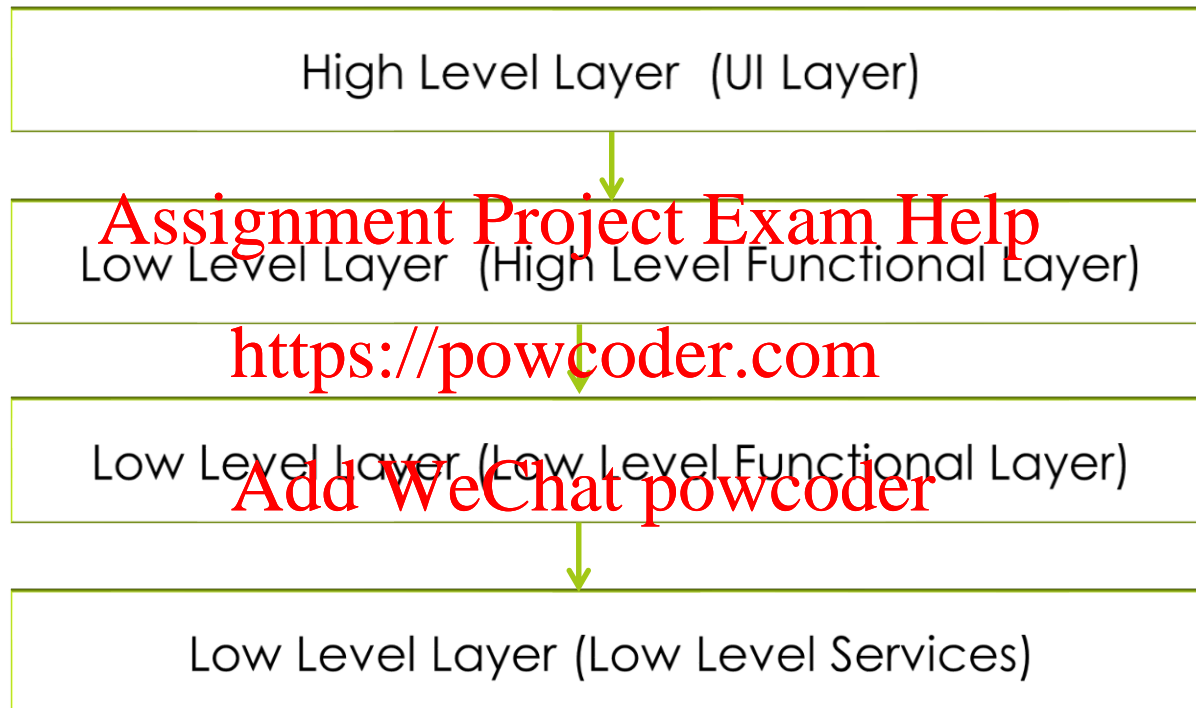 High Level Layer (UI Layer)
Assignment Project Exam Help
Low Level Layer (High Level Functional Layer)
https://powcoder.com
Low Level Layer (Low Level Functional Layer)
Add WeChat powcoder
Low Level Layer (Low Level Services)